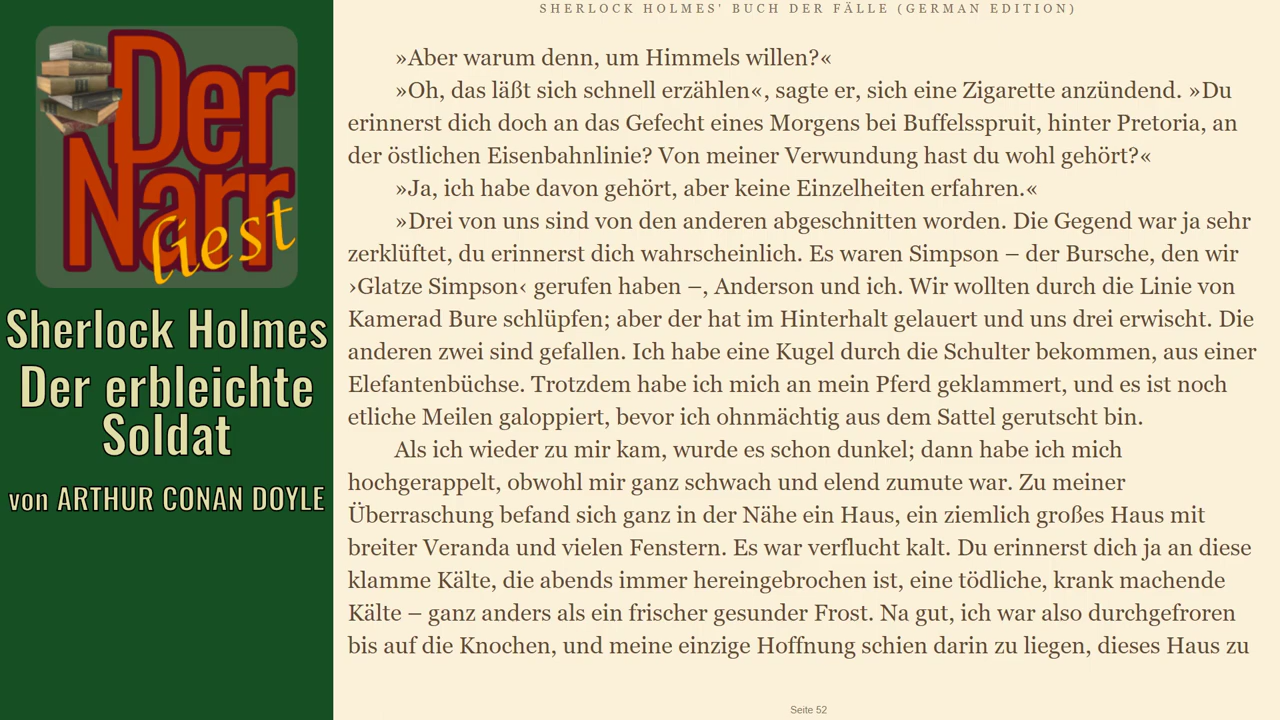 Der
Narr
liest
Sherlock Holmes
Der erbleichte
Soldat
von ARTHUR CONAN DOYLE
SHERLOCK HOLMES' BUCH DER FÄLLE (GERMAN EDITION)
»Aber warum denn, um Himmels willen?«
»Oh, das läßt sich schnell erzählen«, sagte er, sich eine Zigarette anzündend. »Du
erinnerst dich doch an das Gefecht eines Morgens bei Buffelsspruit, hinter Pretoria, an
der östlichen Eisenbahnlinie? Von meiner Verwundung hast du wohl gehört?«
»Ja, ich habe davon gehört, aber keine Einzelheiten erfahren.«
»Drei von uns sind von den anderen abgeschnitten worden. Die Gegend war ja sehr
zerklüftet, du erinnerst dich wahrscheinlich. Es waren Simpson – der Bursche, den wir
›Glatze Simpson‹ gerufen haben –, Anderson und ich. Wir wollten durch die Linie von
Kamerad Bure schlüpfen; aber der hat im Hinterhalt gelauert und uns drei erwischt. Die
anderen zwei sind gefallen. Ich habe eine Kugel durch die Schulter bekommen, aus einer
Elefantenbüchse. Trotzdem habe ich mich an mein Pferd geklammert, und es ist noch
etliche Meilen galoppiert, bevor ich ohnmächtig aus dem Sattel gerutscht bin.
Als ich wieder zu mir kam, wurde es schon dunkel; dann habe ich mich
hochgerappelt, obwohl mir ganz schwach und elend zumute war. Zu meiner
Überraschung befand sich ganz in der Nähe ein Haus, ein ziemlich großes Haus mit
breiter Veranda und vielen Fenstern. Es war verflucht kalt. Du erinnerst dich ja an diese
klamme Kälte, die abends immer hereingebrochen ist, eine tödliche, krank machende
Kälte – ganz anders als ein frischer gesunder Frost. Na gut, ich war also durchgefroren
bis auf die Knochen, und meine einzige Hoffnung schien darin zu liegen, dieses Haus zu
Seite 52